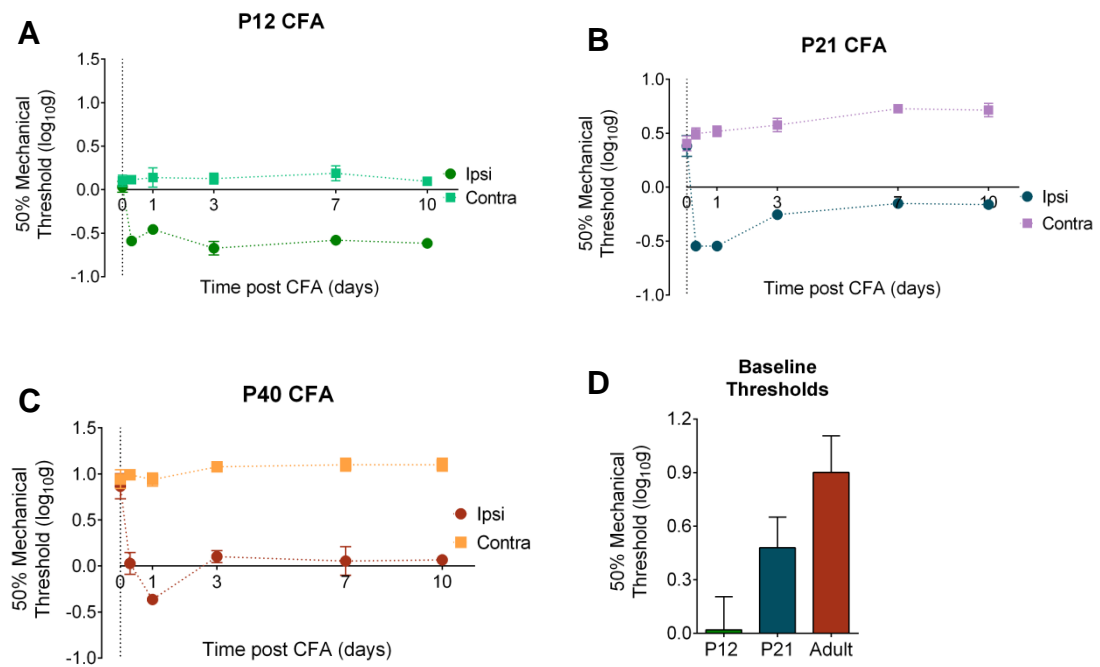 A
P12 CFA
50% Mechanical
Threshold (log₁₀g)
1.5
1.0
0.5
0.0
-0.5
-1.0
0 1 3 7 10
Time post CFA (days)
Ipsi
Contra
B
P21 CFA
50% Mechanical
Threshold (log₁₀g)
1.0
0.5
0.0
-0.5
-1.0
0 1 3 7 10
Time post CFA (days)
Ipsi
Contra
C
P40 CFA
50% Mechanical
Threshold (log₁₀g)
1.5
1.0
0.5
0.0
-0.5
-1.0
0 1 3 7 10
Time post CFA (days)
Ipsi
Contra
D
Baseline
Thresholds
50% Mechanical
Threshold (log₁₀g)
1.2
0.9
0.6
0.3
0.0
P12 P21 Adult